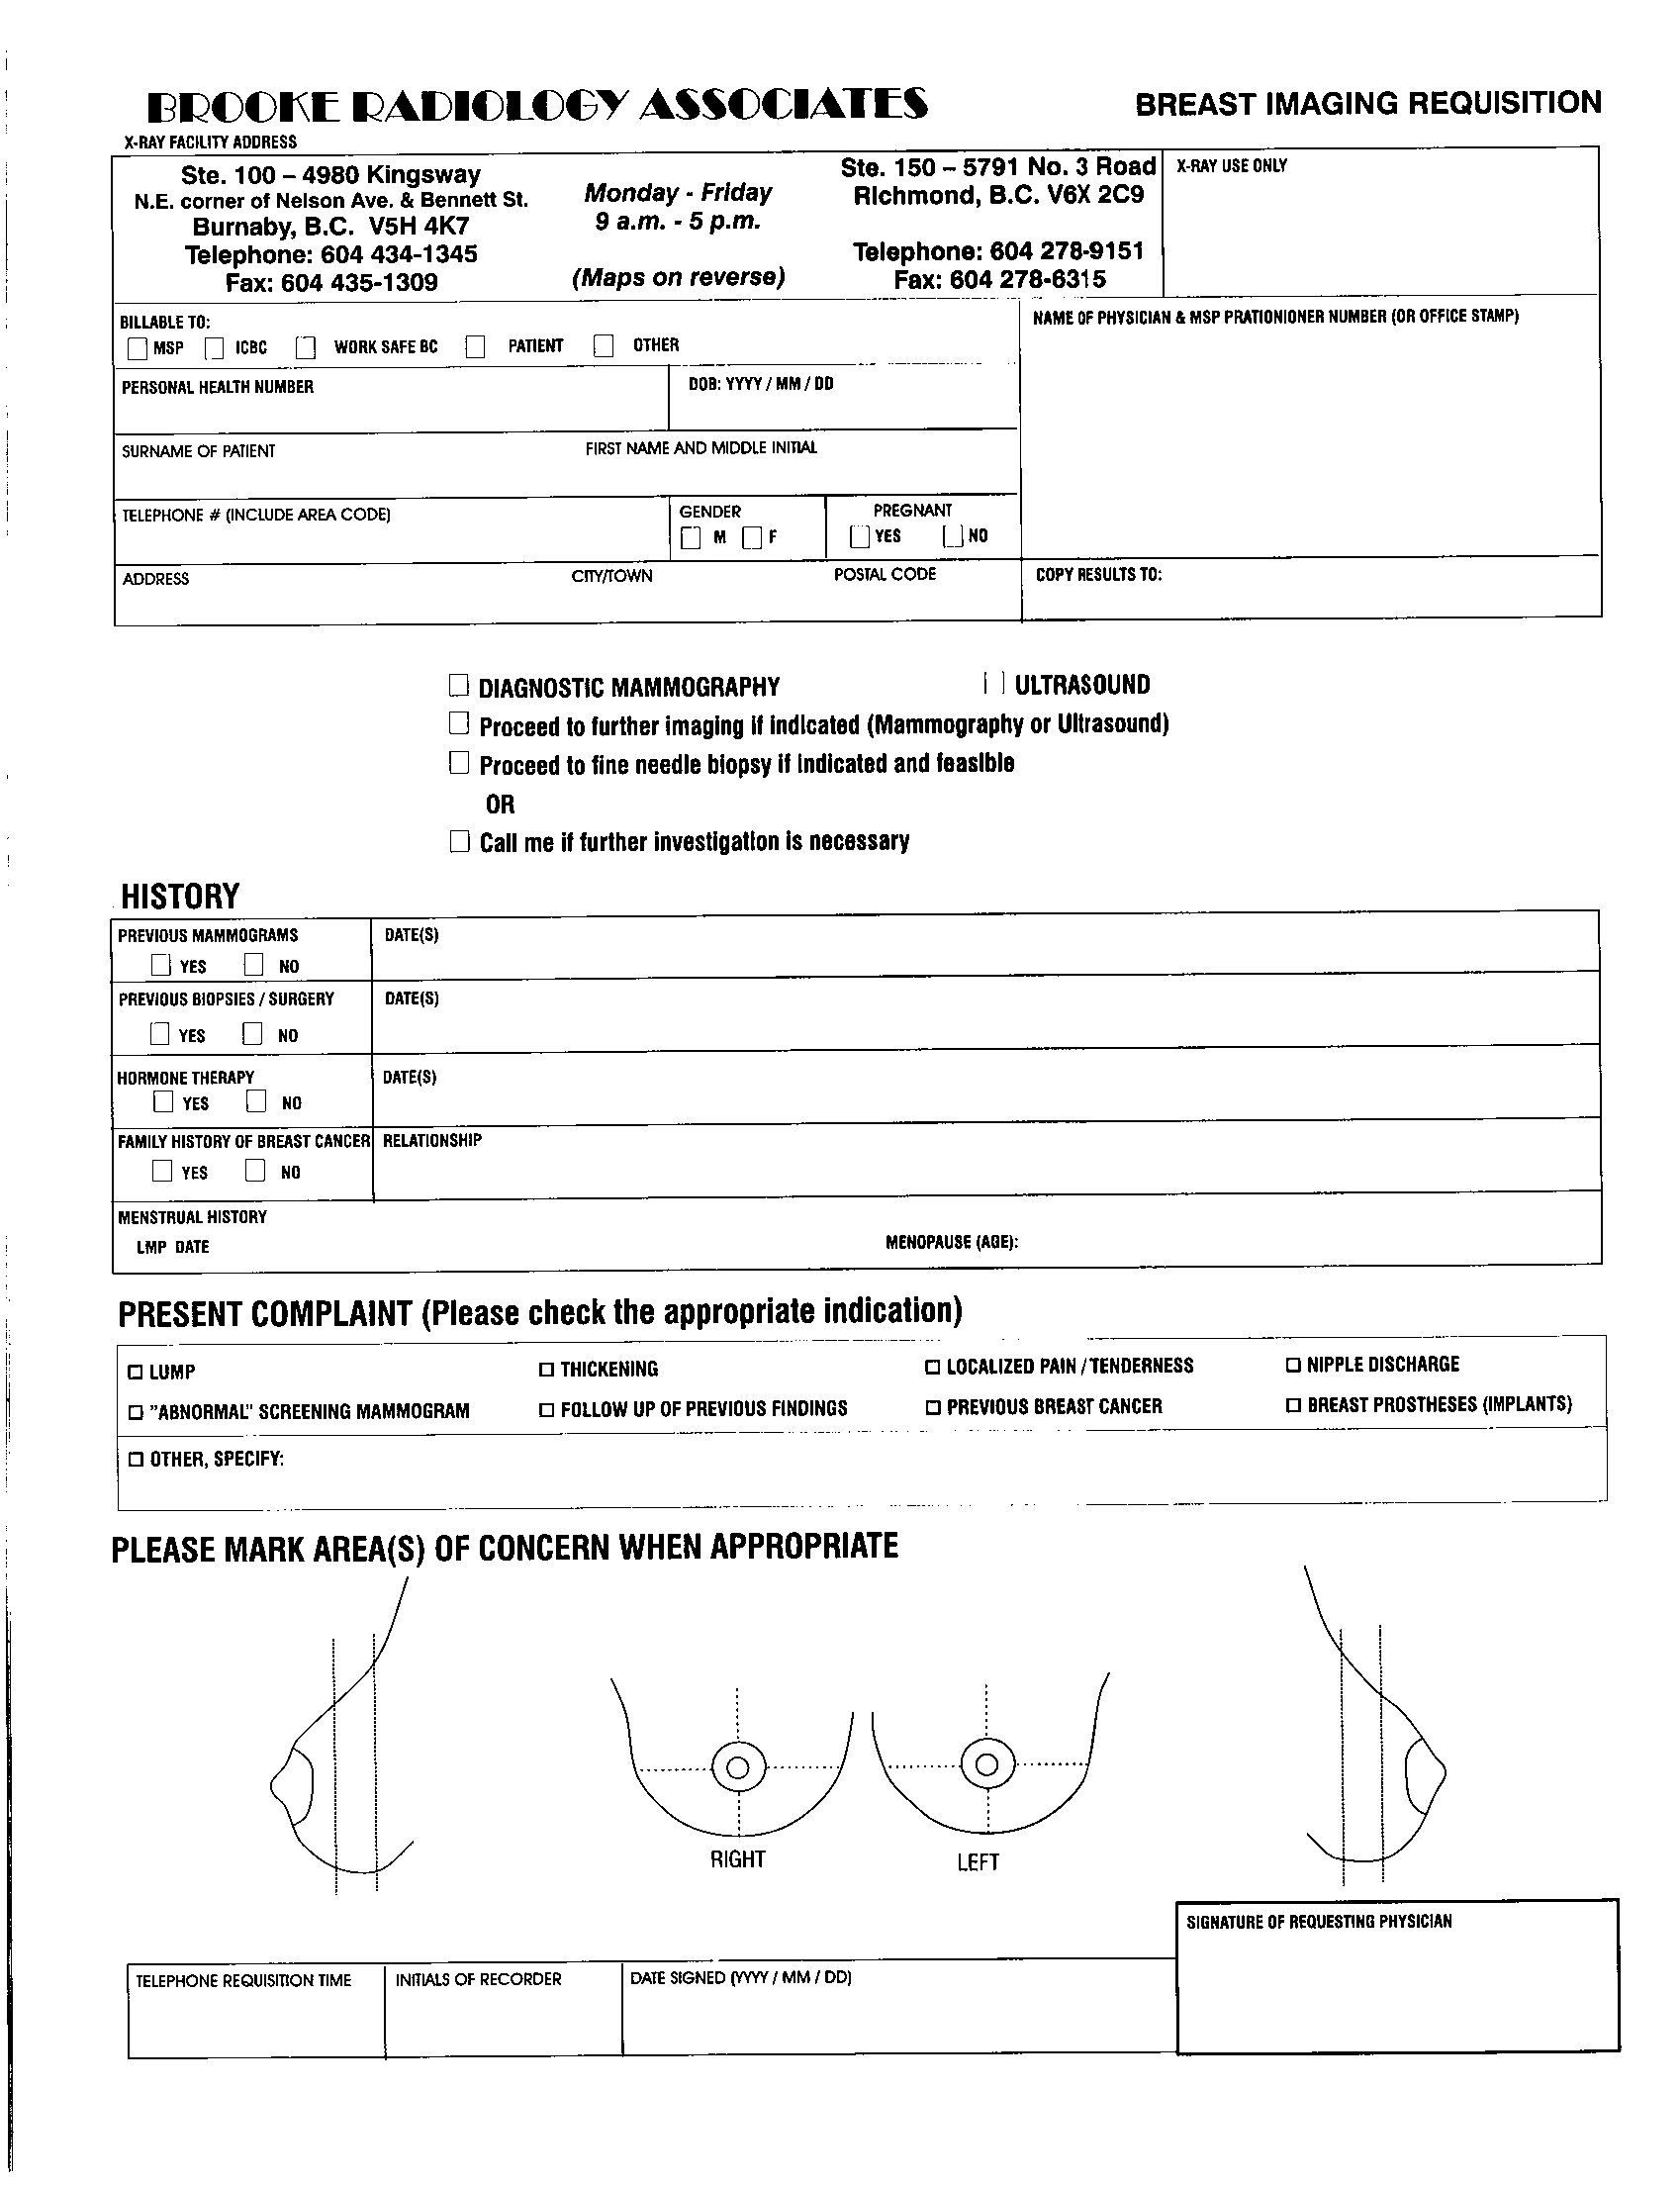 BROOKE RADIOLOGY ASSOCIATES
BREAST IMAGING REQUISITION
X-RAY FACILITY ADDRESS
Ste. 100 – 4980 Kingsway
N.E. corner of Nelson Ave. & Bennett St.
Burnaby, B.C. V5H 4K7
Telephone: 604 434-1345
Fax: 604 435-1309
Monday - Friday
9 a.m. - 5 p.m.
(Maps on reverse)
Ste. 150 – 5791 No. 3 Road
Richmond, B.C. V6X 2C9
Telephone: 604 278-9151
Fax: 604 278-6315
X-RAY USE ONLY
BILLABLE TO:
MSP ICBC WORK SAFE BC PATIENT OTHER
NAME OF PHYSICIAN & MSP PRATIONIONER NUMBER (OR OFFICE STAMP)
PERSONAL HEALTH NUMBER
DOB: YYYY / MM / DD
SURNAME OF PATIENT
FIRST NAME AND MIDDLE INITIAL
TELEPHONE # (INCLUDE AREA CODE)
GENDER
M F
PREGNANT
YES NO
ADDRESS
CITY/TOWN
POSTAL CODE
COPY RESULTS TO:
DIAGNOSTIC MAMMOGRAPHY
ULTRASOUND
Proceed to further imaging if indicated (Mammography or Ultrasound)
Proceed to fine needle biopsy if indicated and feasible
OR
Call me if further investigation is necessary
HISTORY
PREVIOUS MAMMOGRAMS
YES NO
DATE(S)
PREVIOUS BIOPSIES / SURGERY
YES NO
DATE(S)
HORMONE THERAPY
YES NO
DATE(S)
FAMILY HISTORY OF BREAST CANCER
YES NO
RELATIONSHIP
MENSTRUAL HISTORY
LMP DATE
MENOPAUSE (AGE):
PRESENT COMPLAINT (Please check the appropriate indication)
LUMP
THICKENING
LOCALIZED PAIN / TENDERNESS
NIPPLE DISCHARGE
"ABNORMAL" SCREENING MAMMOGRAM
FOLLOW UP OF PREVIOUS FINDINGS
PREVIOUS BREAST CANCER
BREAST PROSTHESES (IMPLANTS)
OTHER, SPECIFY:
PLEASE MARK AREA(S) OF CONCERN WHEN APPROPRIATE
RIGHT
LEFT
SIGNATURE OF REQUESTING PHYSICIAN
TELEPHONE REQUISITION TIME
INITIALS OF RECORDER
DATE SIGNED (YYYY / MM / DD)